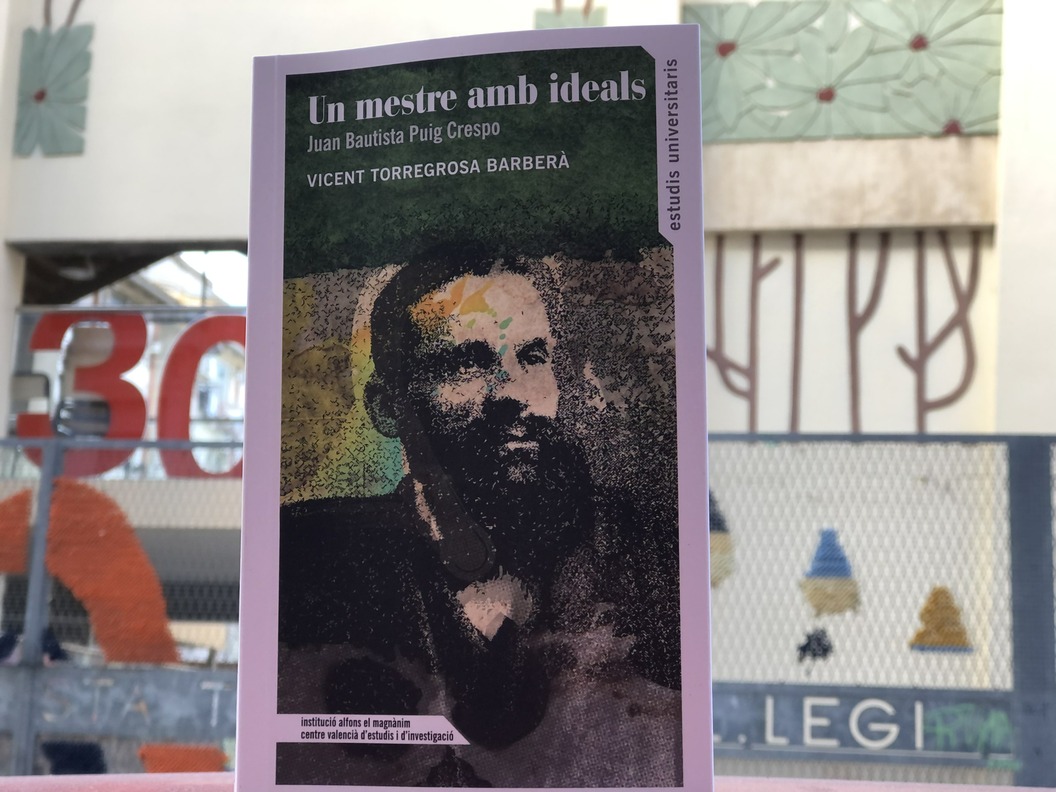 Un mestre amb ideals
Juan Bautista Puig Crespo
VICENT TORREGROSA BARBERÀ
estudis universitaris
institució alfons el magnànim
centre valencià d'estudis i d'investigació
30
STA T
L.LEGI